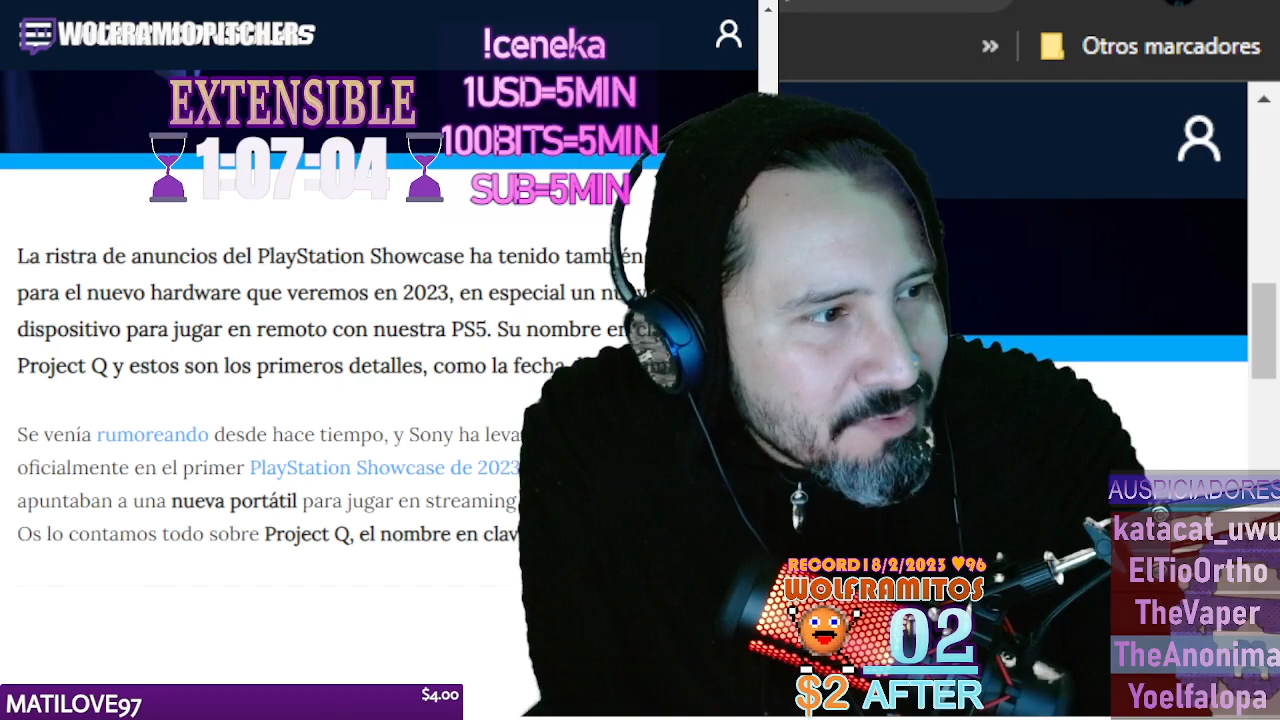 WOLFRAMIO PITCHERS
!ceneka
1USD=5MIN
100BITS=5MIN
SUB=5MIN
EXTENSIBLE
1:07:04
Otros marcadores
La ristra de anuncios del PlayStation Showcase ha tenido también
para el nuevo hardware que veremos en 2023, en especial un
dispositivo para jugar en remoto con nuestra PS5. Su nombre en
Project Q y estos son los primeros detalles, como la fecha
Se venía rumoreando desde hace tiempo, y Sony ha
oficialmente en el primer PlayStation Showcase de 2023
apuntaban a una nueva portátil para jugar en streaming
Os lo contamos todo sobre Project Q, el nombre en
AUSPICIADORES
katacat_uwu
ElTioOrtho
TheVaper
TheAnonima
Yoelfalopa
RECORD18/2/2023 ♥96
WOLFRAMITOS
02
$2 AFTER
MATILOVE97
$4.00